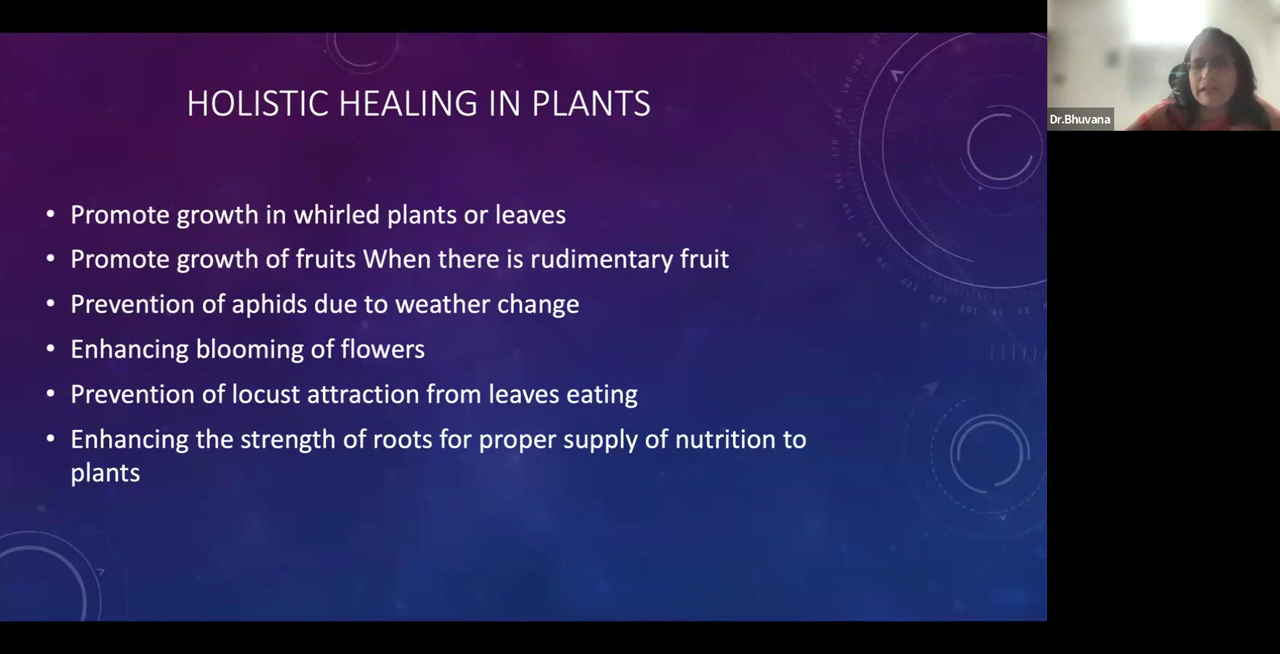 HOLISTIC HEALING IN PLANTS
Dr.Bhuvana
• Promote growth in whirled plants or leaves
• Promote growth of fruits When there is rudimentary fruit
• Prevention of aphids due to weather change
• Enhancing blooming of flowers
• Prevention of locust attraction from leaves eating
• Enhancing the strength of roots for proper supply of nutrition to
plants